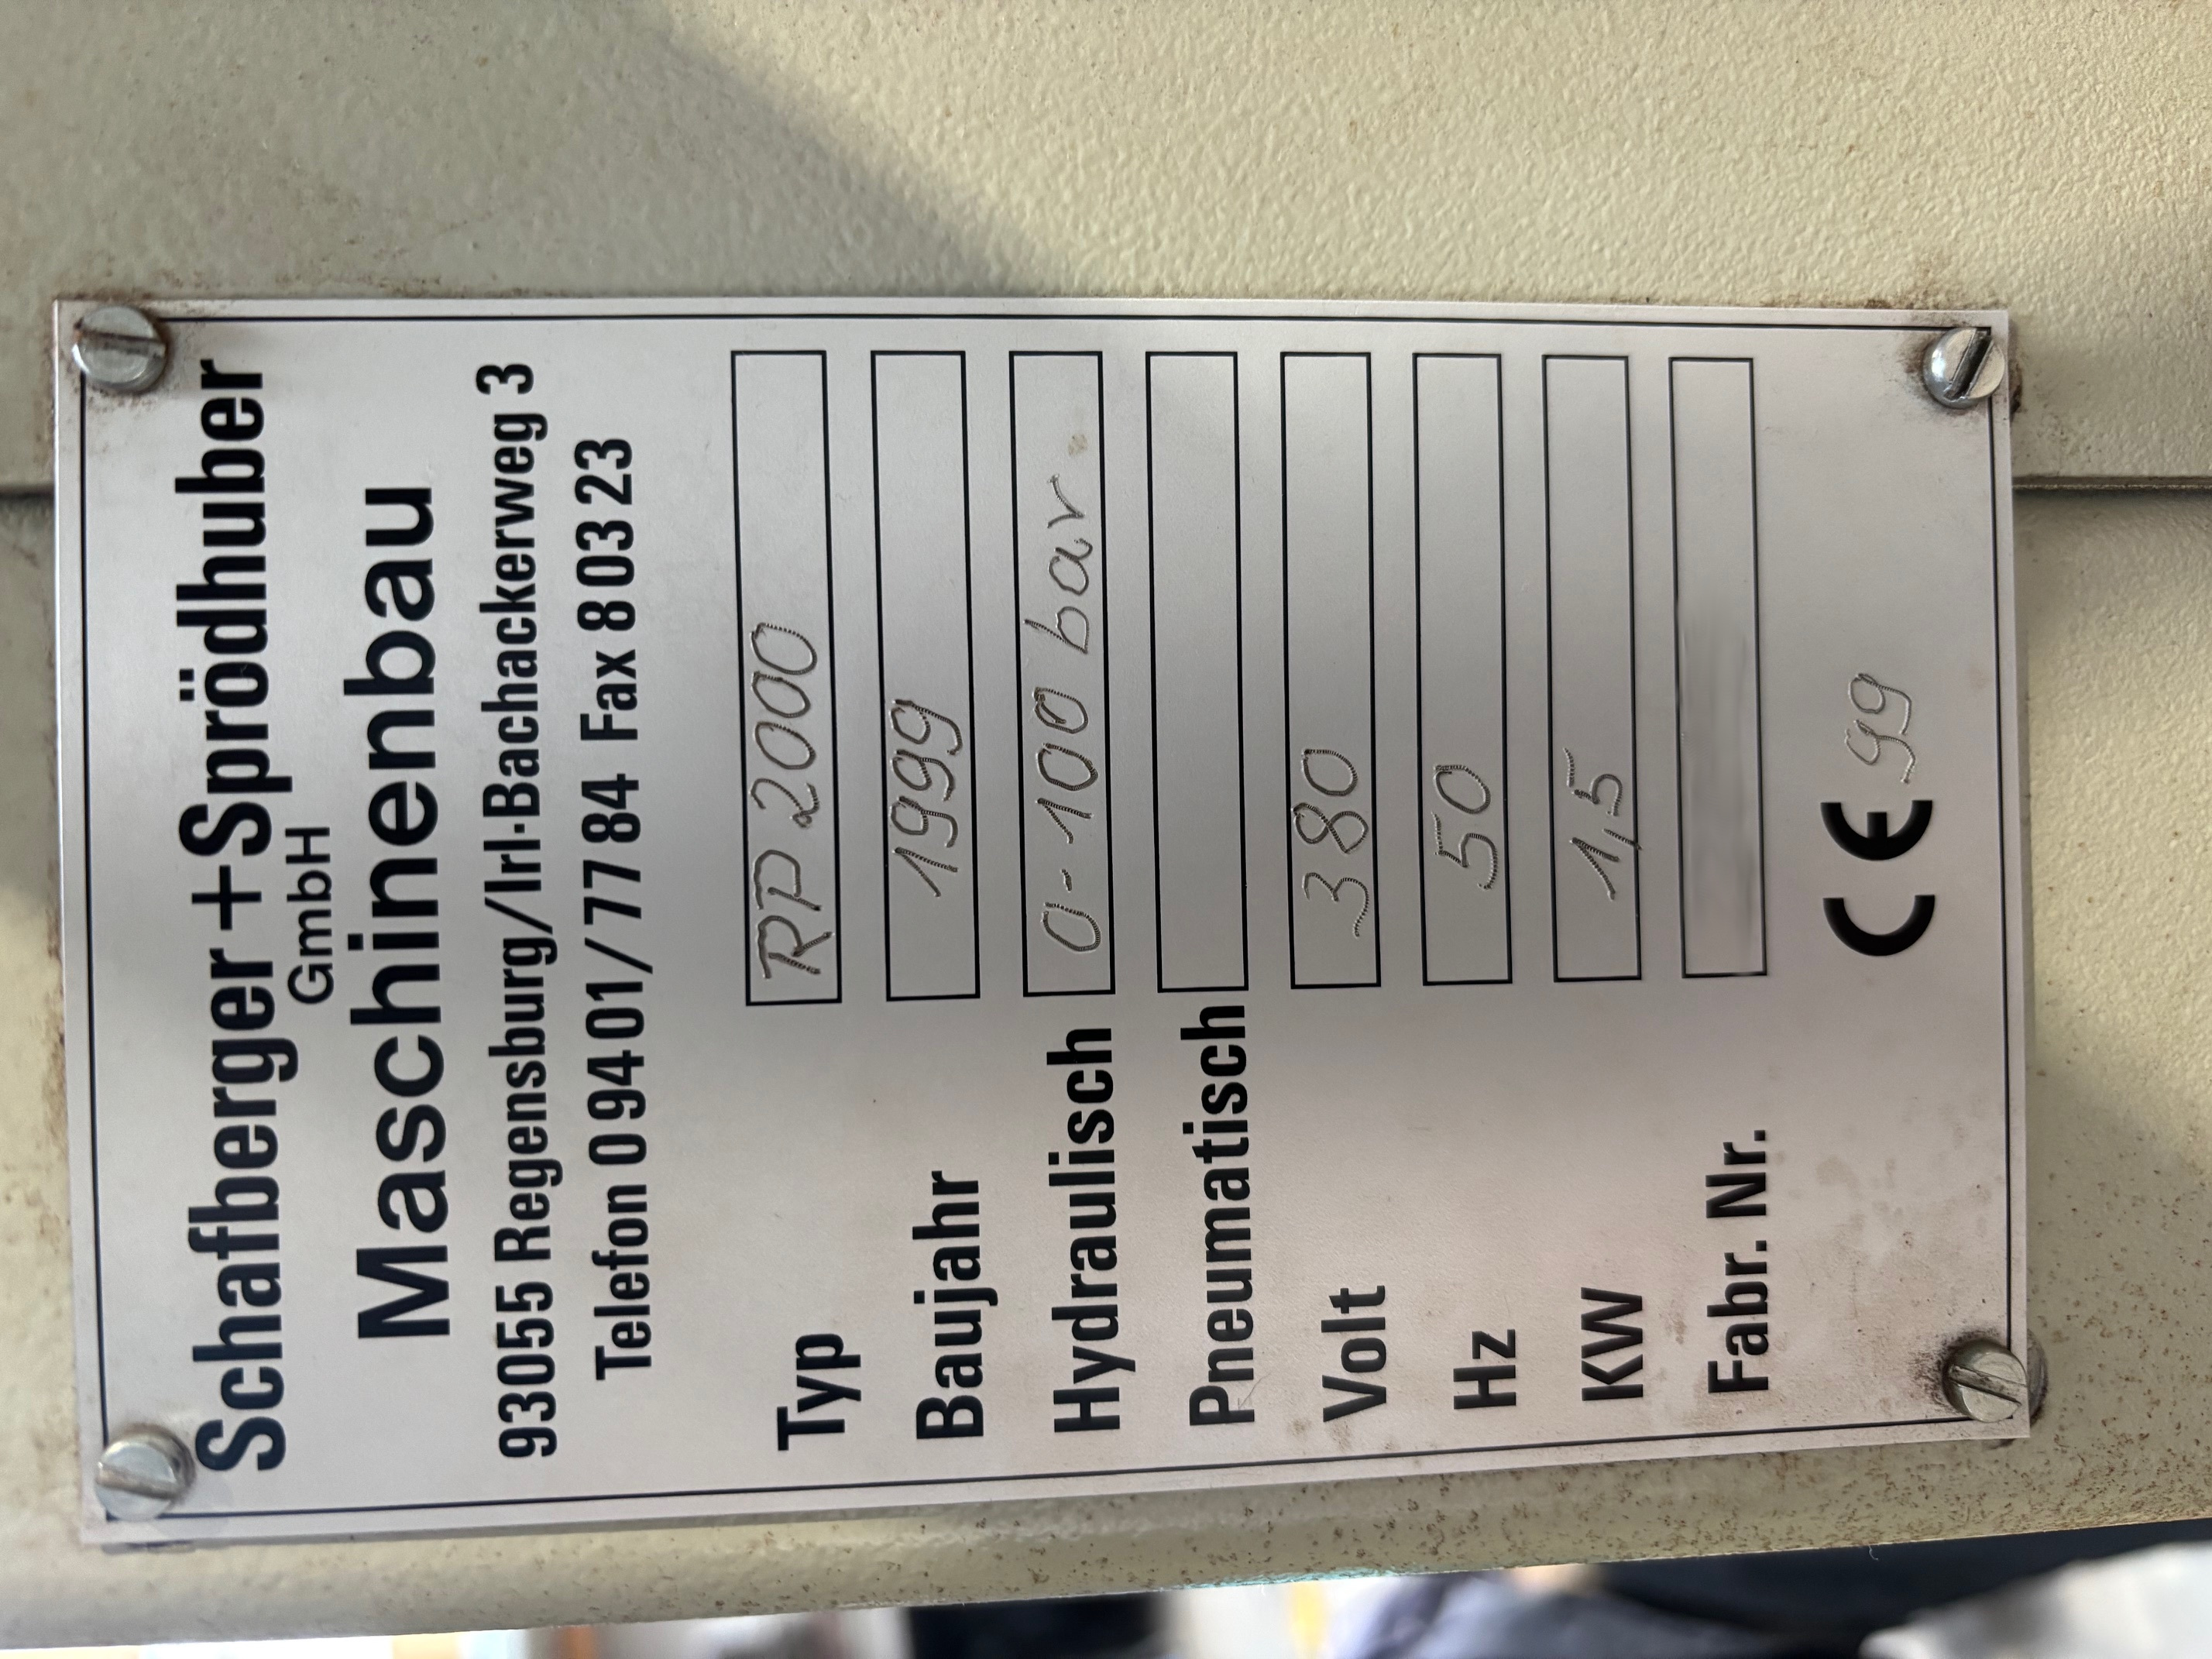 Schafberger+Sprödhuber
GmbH
Maschinenbau
93055 Regensburg/Irl·Bachackerweg 3
Telefon 0 94 01/77 84 Fax 8 03 23
Typ RP 2000
Baujahr 1999
Hydraulisch 0-100 bar.
Pneumatisch
Volt 380
Hz 50
KW 1,5
Fabr. Nr.
CE 99